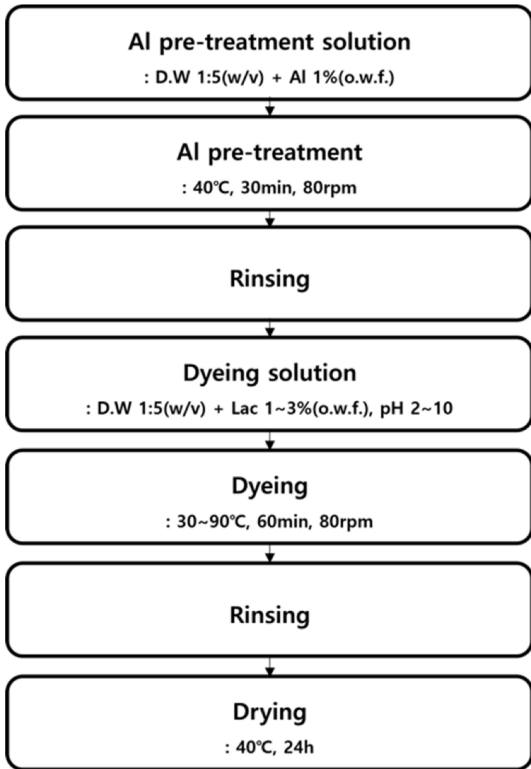 Al pre-treatment solution
: D.W 1:5(w/v) + Al 1%(o.w.f.)
Al pre-treatment
: 40℃, 30min, 80rpm
Rinsing
Dyeing solution
: D.W 1:5(w/v) + Lac 1~3%(o.w.f.), pH 2~10
Dyeing
: 30~90℃, 60min, 80rpm
Rinsing
Drying
: 40℃, 24h